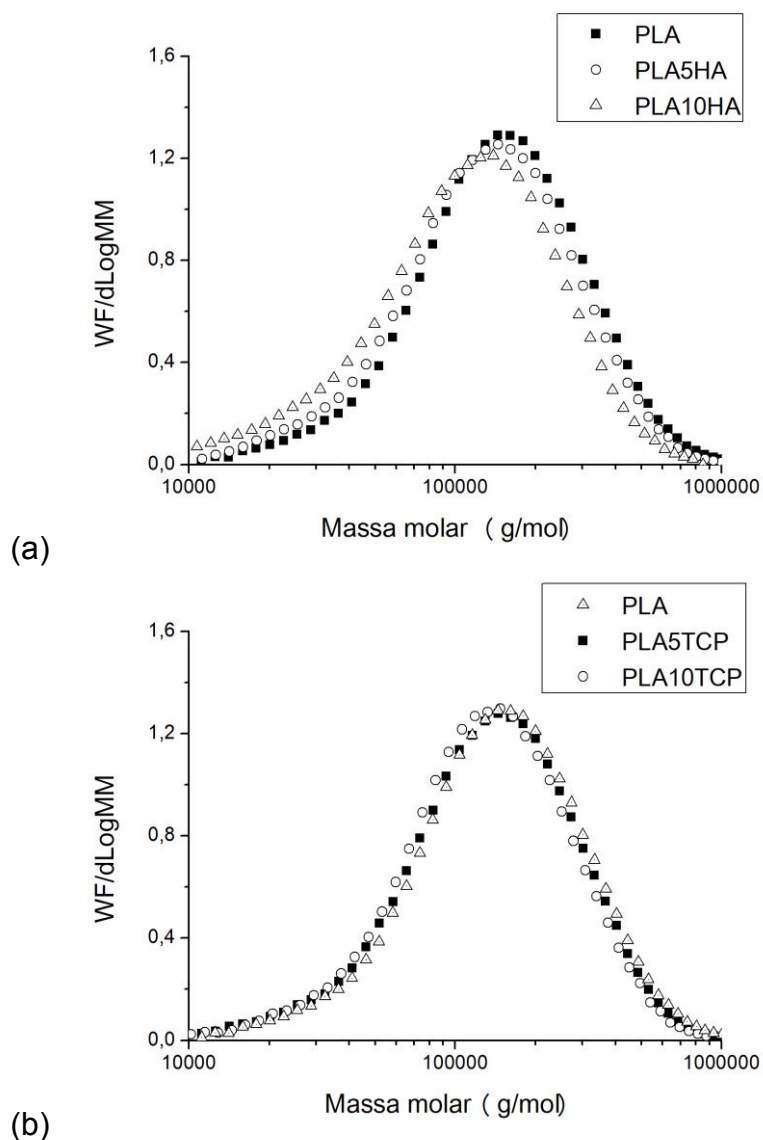 PLA
PLA5HA
PLA10HA
1,6
1,2
0,8
0,4
0,0
WF/dLogMM
10000 100000 1000000
Massa molar ( g/mol)
(a)
PLA
PLA5TCP
PLA10TCP
1,6
1,2
0,8
0,4
0,0
WF/dLogMM
10000 100000 1000000
Massa molar ( g/mol)
(b)